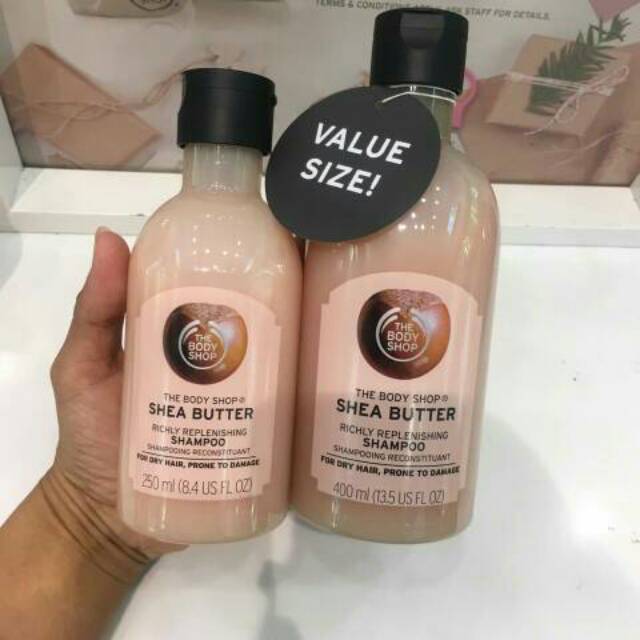 TERMS & CONDITIONS APPLY. ASK STAFF FOR DETAILS.
VALUE
SIZE!
THE
BODY
SHOP
THE BODY SHOP®
SHEA BUTTER
RICHLY REPLENISHING
SHAMPOO
SHAMPOOING RECONSTITUANT
FOR DRY HAIR, PRONE TO DAMAGE
250 ml (8.4 US FL OZ)
THE
BODY
SHOP
THE BODY SHOP®
SHEA BUTTER
RICHLY REPLENISHING
SHAMPOO
SHAMPOOING RECONSTITUANT
FOR DRY HAIR, PRONE TO DAMAGE
400 ml (13.5 US FL OZ)